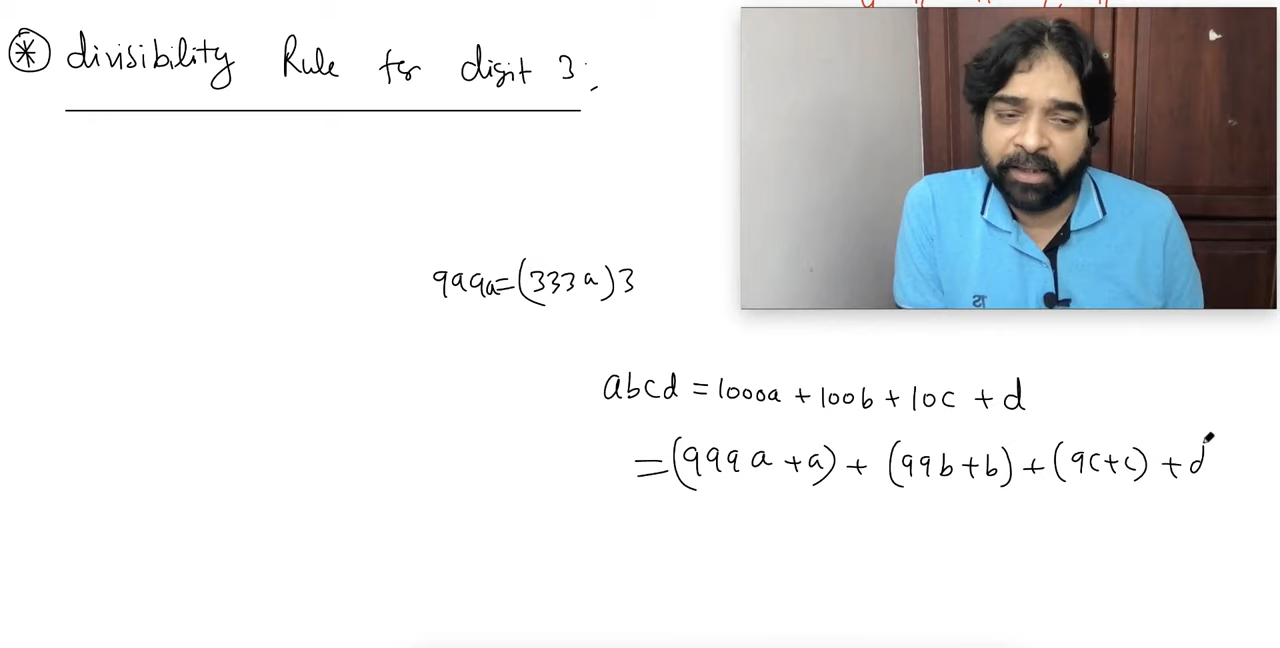 * divisibility Rule for digit 3:
999a=(333a)3
abcd =1000a +100b +10c +d
=(999a +a)+ (99b+b)+(9c+c)+d